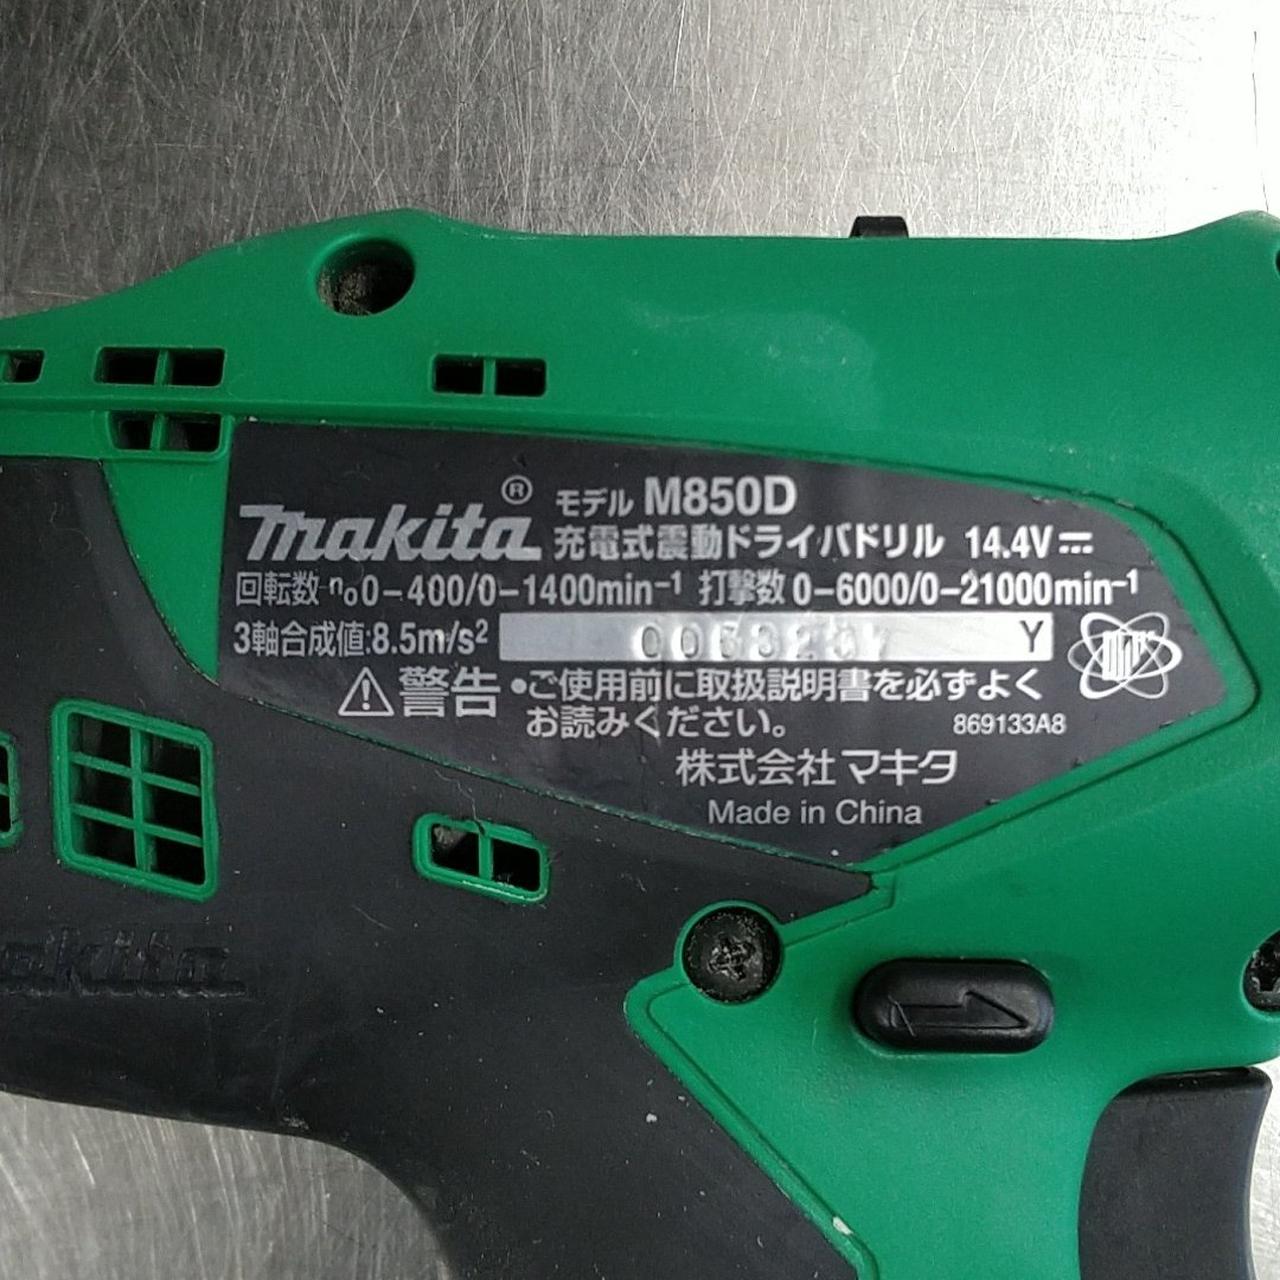 makita® モデル M850D
充電式震動ドライバドリル 14.4V
回転数 n₀0-400/0-1400min⁻¹ 打撃数 0-6000/0-21000min⁻¹
3軸合成値:8.5m/s² Y
⚠警告 •ご使用前に取扱説明書を必ずよく
お読みください。 869133A8
株式会社マキタ
Made in China
makita